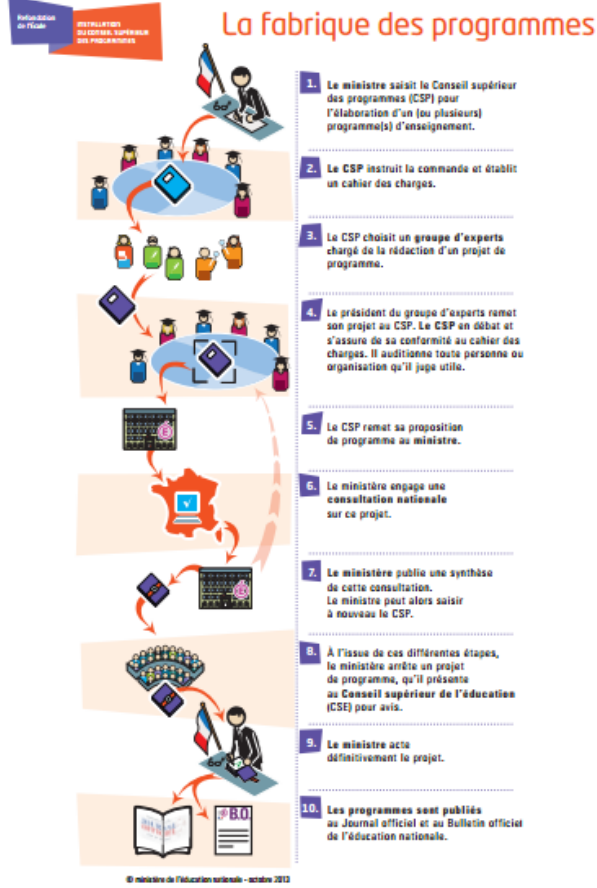 Refondation
de l'École
INSTALLATION
DU CONSEIL SUPÉRIEUR
DES PROGRAMMES
La fabrique des programmes
1. Le ministre saisit le Conseil supérieur
des programmes (CSP) pour
l'élaboration d'un (ou plusieurs)
programme(s) d'enseignement.
2. Le CSP instruit la commande et établit
un cahier des charges.
3. Le CSP choisit un groupe d'experts
chargé de la rédaction d'un projet de
programme.
4. Le président du groupe d'experts remet
son projet au CSP. Le CSP en débat et
s'assure de sa conformité au cahier des
charges. Il auditionne toute personne ou
organisation qu'il juge utile.
5. Le CSP remet sa proposition
de programme au ministre.
6. Le ministère engage une
consultation nationale
sur ce projet.
7. Le ministère publie une synthèse
de cette consultation.
Le ministre peut alors saisir
à nouveau le CSP.
8. À l'issue de ces différentes étapes,
le ministère arrête un projet
de programme, qu'il présente
au Conseil supérieur de l'éducation
(CSE) pour avis.
9. Le ministre acte
définitivement le projet.
10. Les programmes sont publiés
au Journal officiel et au Bulletin officiel
de l'éducation nationale.
B.O.
© ministère de l'éducation nationale - octobre 2013